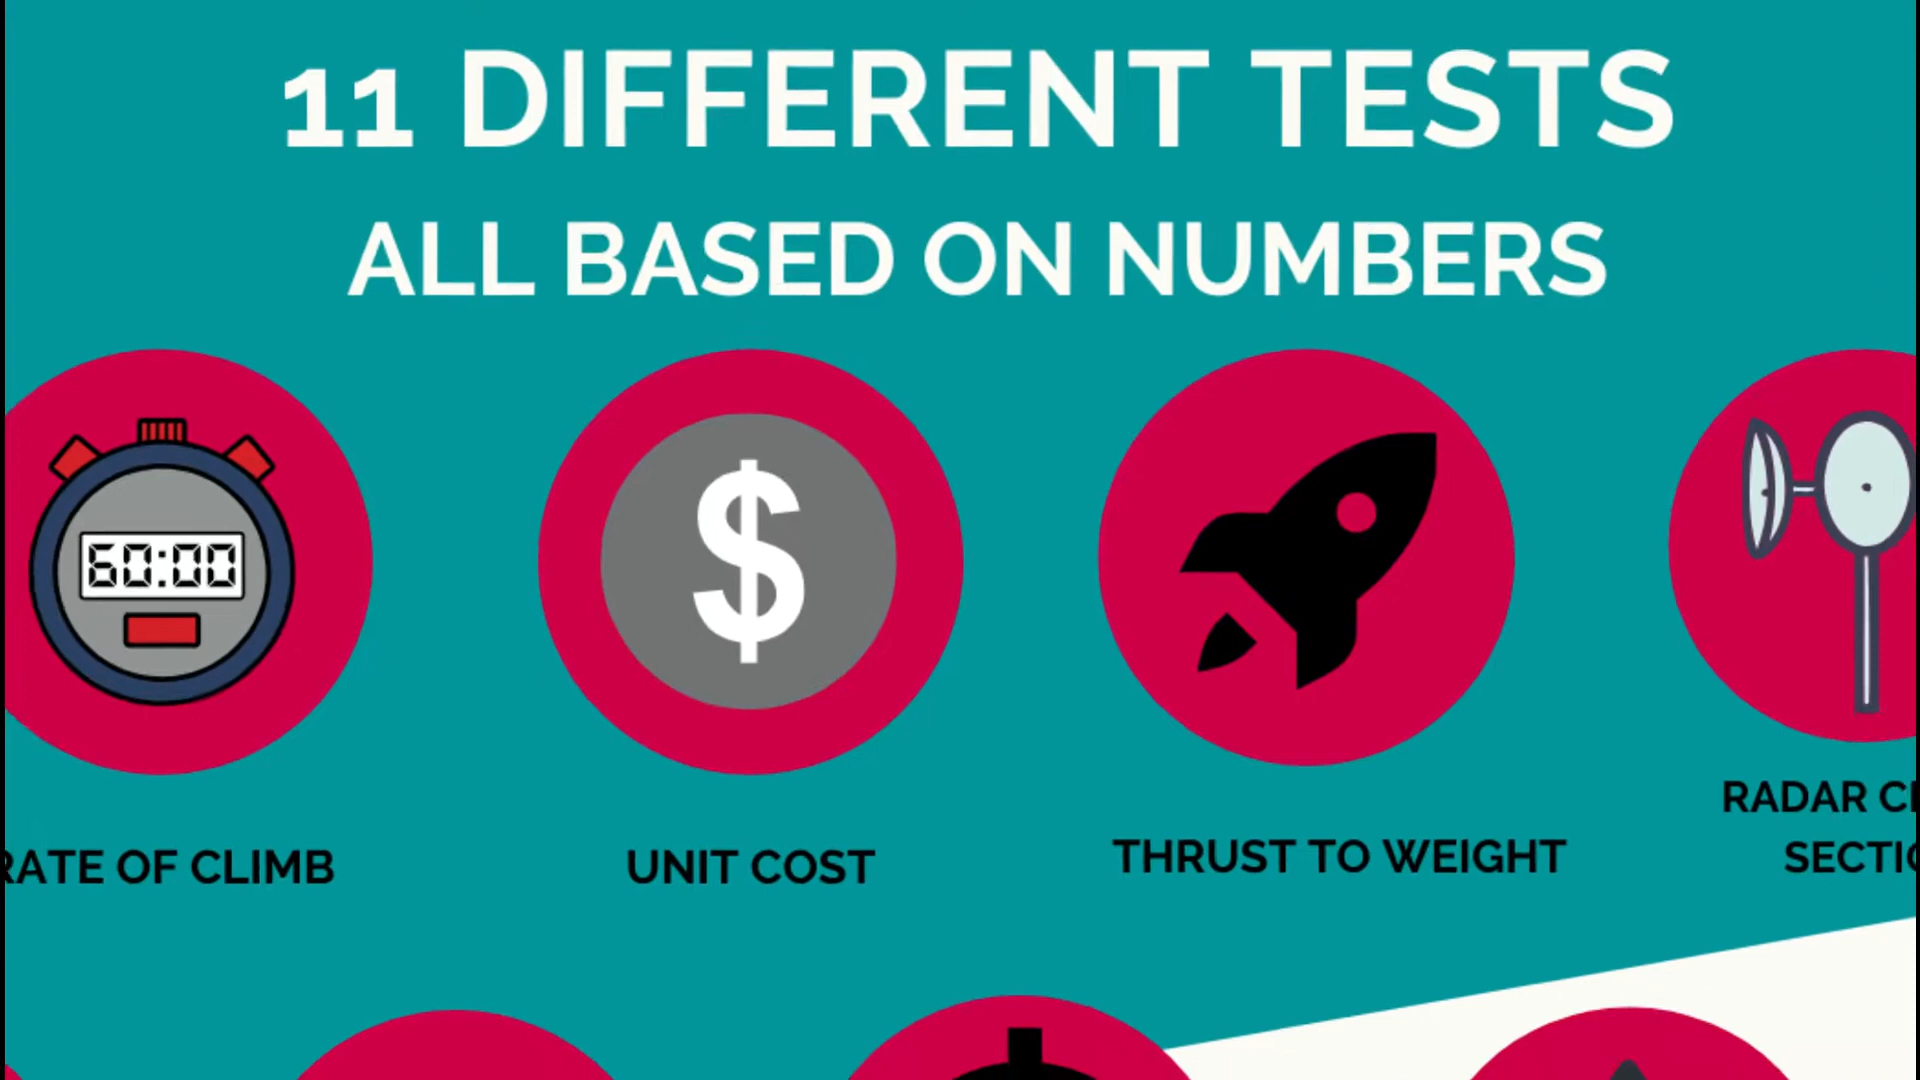 11 DIFFERENT TESTS
ALL BASED ON NUMBERS
60:00
$
RATE OF CLIMB
UNIT COST
THRUST TO WEIGHT
RADAR